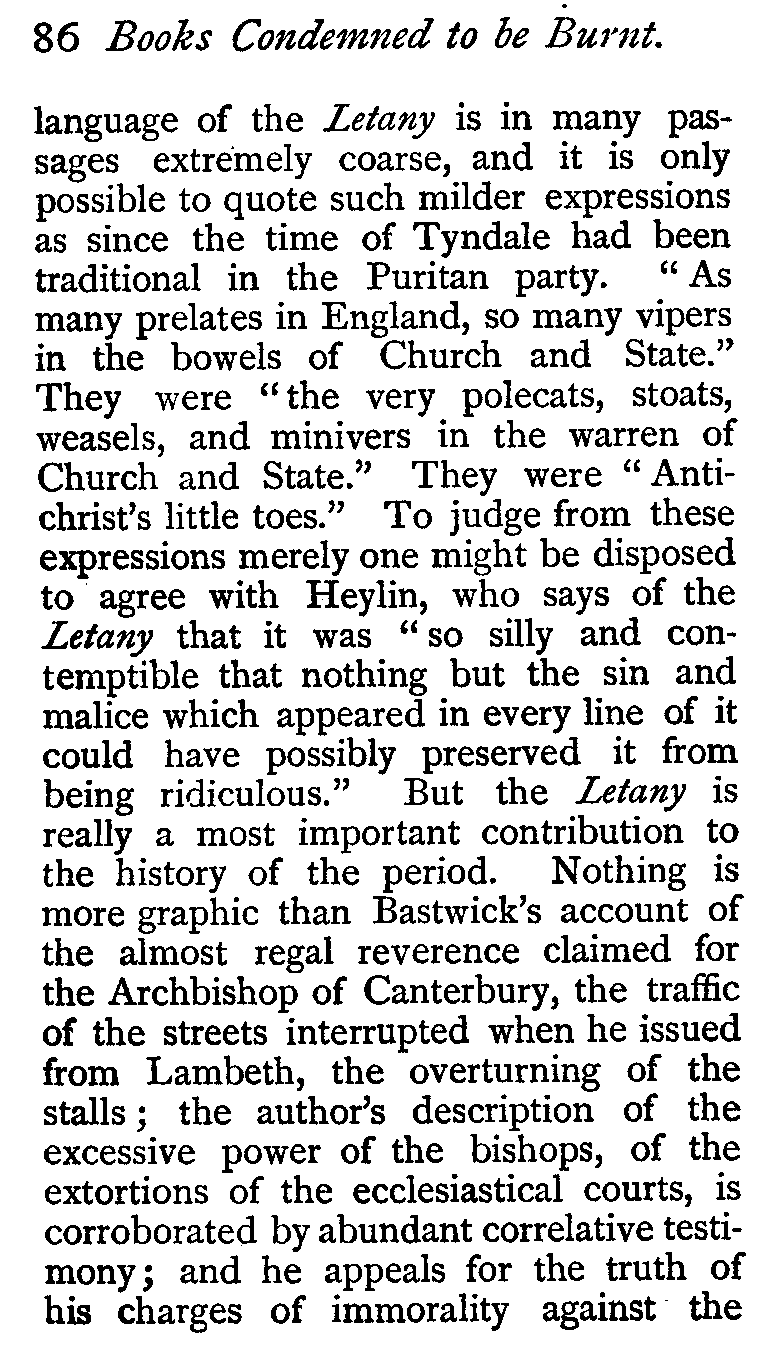 86 Books Condemned to be Burnt.
language of the Letany is in many pas-
sages extremely coarse, and it is only
possible to quote such milder expressions
as since the time of Tyndale had been
traditional in the Puritan party. “ As
many prelates in England, so many vipers
in the bowels of Church and State.”
They were “the very polecats, stoats,
weasels, and minivers in the warren of
Church and State.” They were “ Anti-
christ’s little toes.” To judge from these
expressions merely one might be disposed
to agree with Heylin, who says of the
Letany that it was “ so silly and con-
temptible that nothing but the sin and
malice which appeared in every line of it
could have possibly preserved it from
being ridiculous.” But the Letany is
really a most important contribution to
the history of the period. Nothing is
more graphic than Bastwick’s account of
the almost regal reverence claimed for
the Archbishop of Canterbury, the traffic
of the streets interrupted when he issued
from Lambeth, the overturning of the
stalls ; the author’s description of the
excessive power of the bishops, of the
extortions of the ecclesiastical courts, is
corroborated by abundant correlative testi-
mony; and he appeals for the truth of
his charges of immorality against the